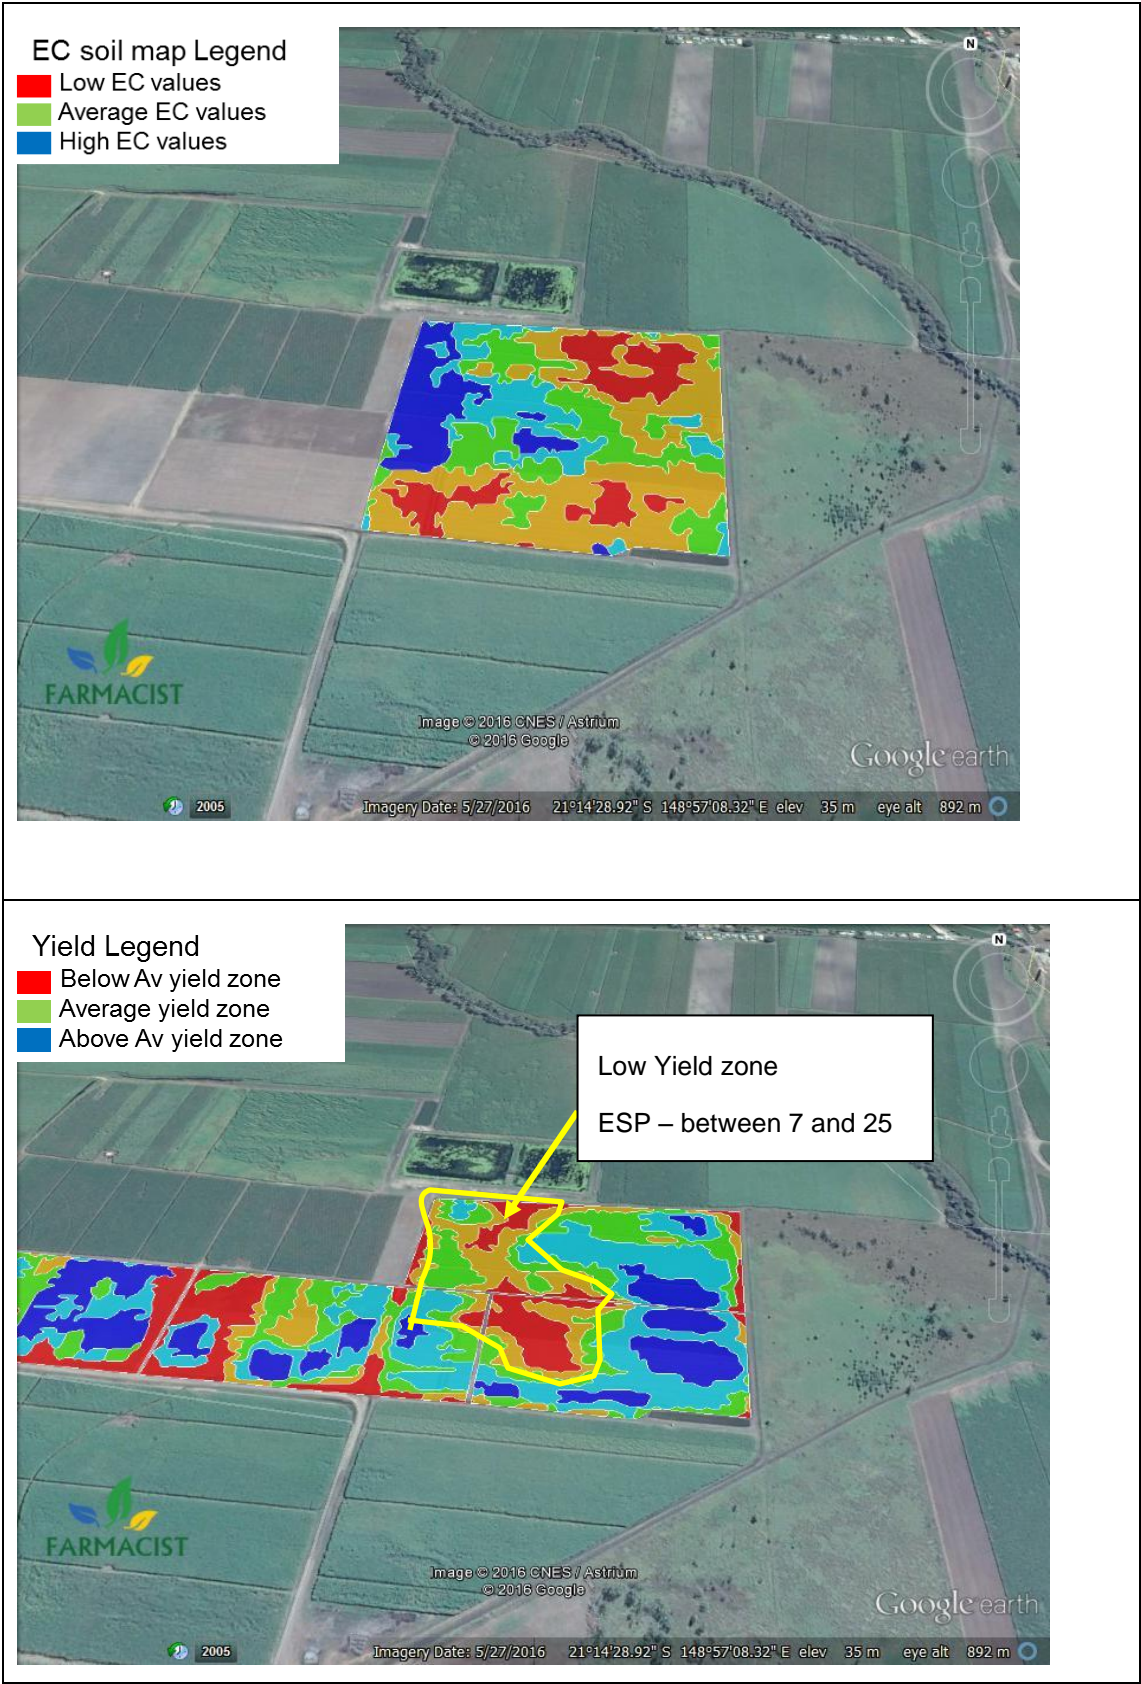 EC soil map Legend
Low EC values
Average EC values
High EC values
N
FARMACIST
Image © 2016 CNES / Astrium
© 2016 Google
Google earth
2005
Imagery Date: 5/27/2016 21°14'28.92" S 148°57'08.32" E elev 35 m eye alt 892 m
Yield Legend
Below Av yield zone
Average yield zone
Above Av yield zone
N
Low Yield zone
ESP – between 7 and 25
FARMACIST
Image © 2016 CNES / Astrium
© 2016 Google
Google earth
2005
Imagery Date: 5/27/2016 21°14'28.92" S 148°57'08.32" E elev 35 m eye alt 892 m